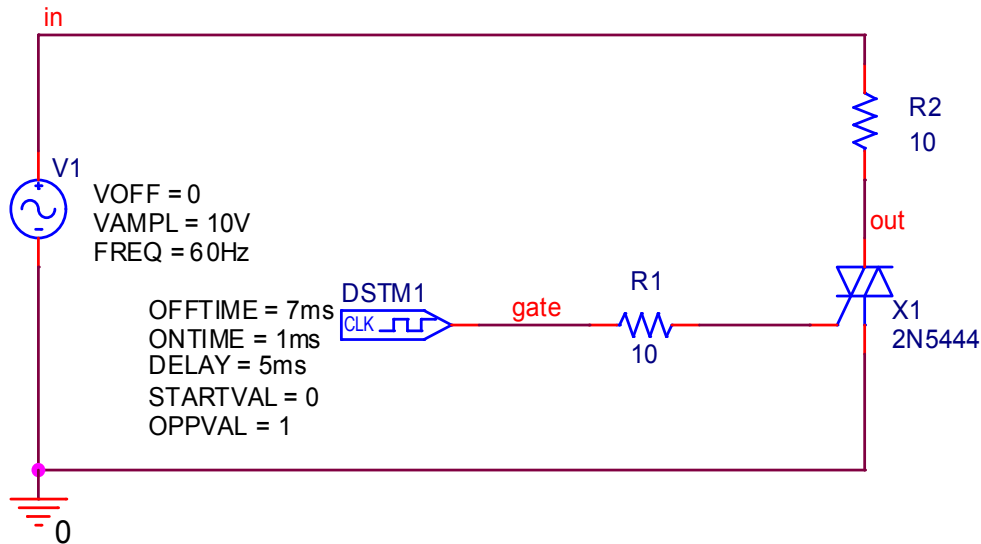 in
R2
10
V1
VOFF = 0
VAMPL = 10V
FREQ = 60Hz
out
OFFTIME = 7ms
ONTIME = 1ms
DELAY = 5ms
STARTVAL = 0
OPPVAL = 1
DSTM1
CLK
gate
R1
10
X1
2N5444
0